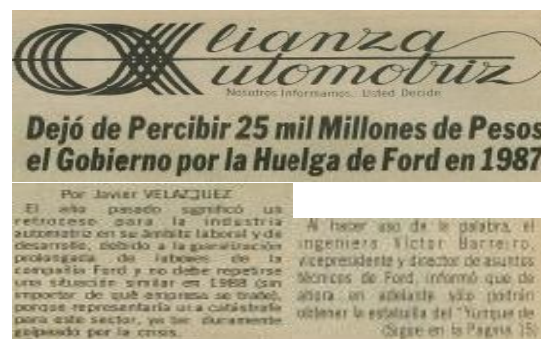 Alianza
Automotriz
Nosotros Informamos, Usted Decide
Dejó de Percibir 25 mil Millones de Pesos
el Gobierno por la Huelga de Ford en 1987
Por Javier VELAZQUEZ
El año pasado significó un
retroceso para la industria
automotriz en su ámbito laboral y de
desarrollo, debido a la paralización
prolongada de labores de la
compañía Ford y no debe repetirse
una situación similar en 1988 (sin
importar de qué empresa se trate),
porque representaría una catástrofe
para este sector, ya tan duramente
golpeado por la crisis.
Al hacer uso de la palabra, el
ingeniero Víctor Barreiro,
vicepresidente y director de asuntos
técnicos de Ford, informó que de
ahora en adelante sólo podrán
obtener la estatuilla del "Yunque de
(Sigue en la Página 15)